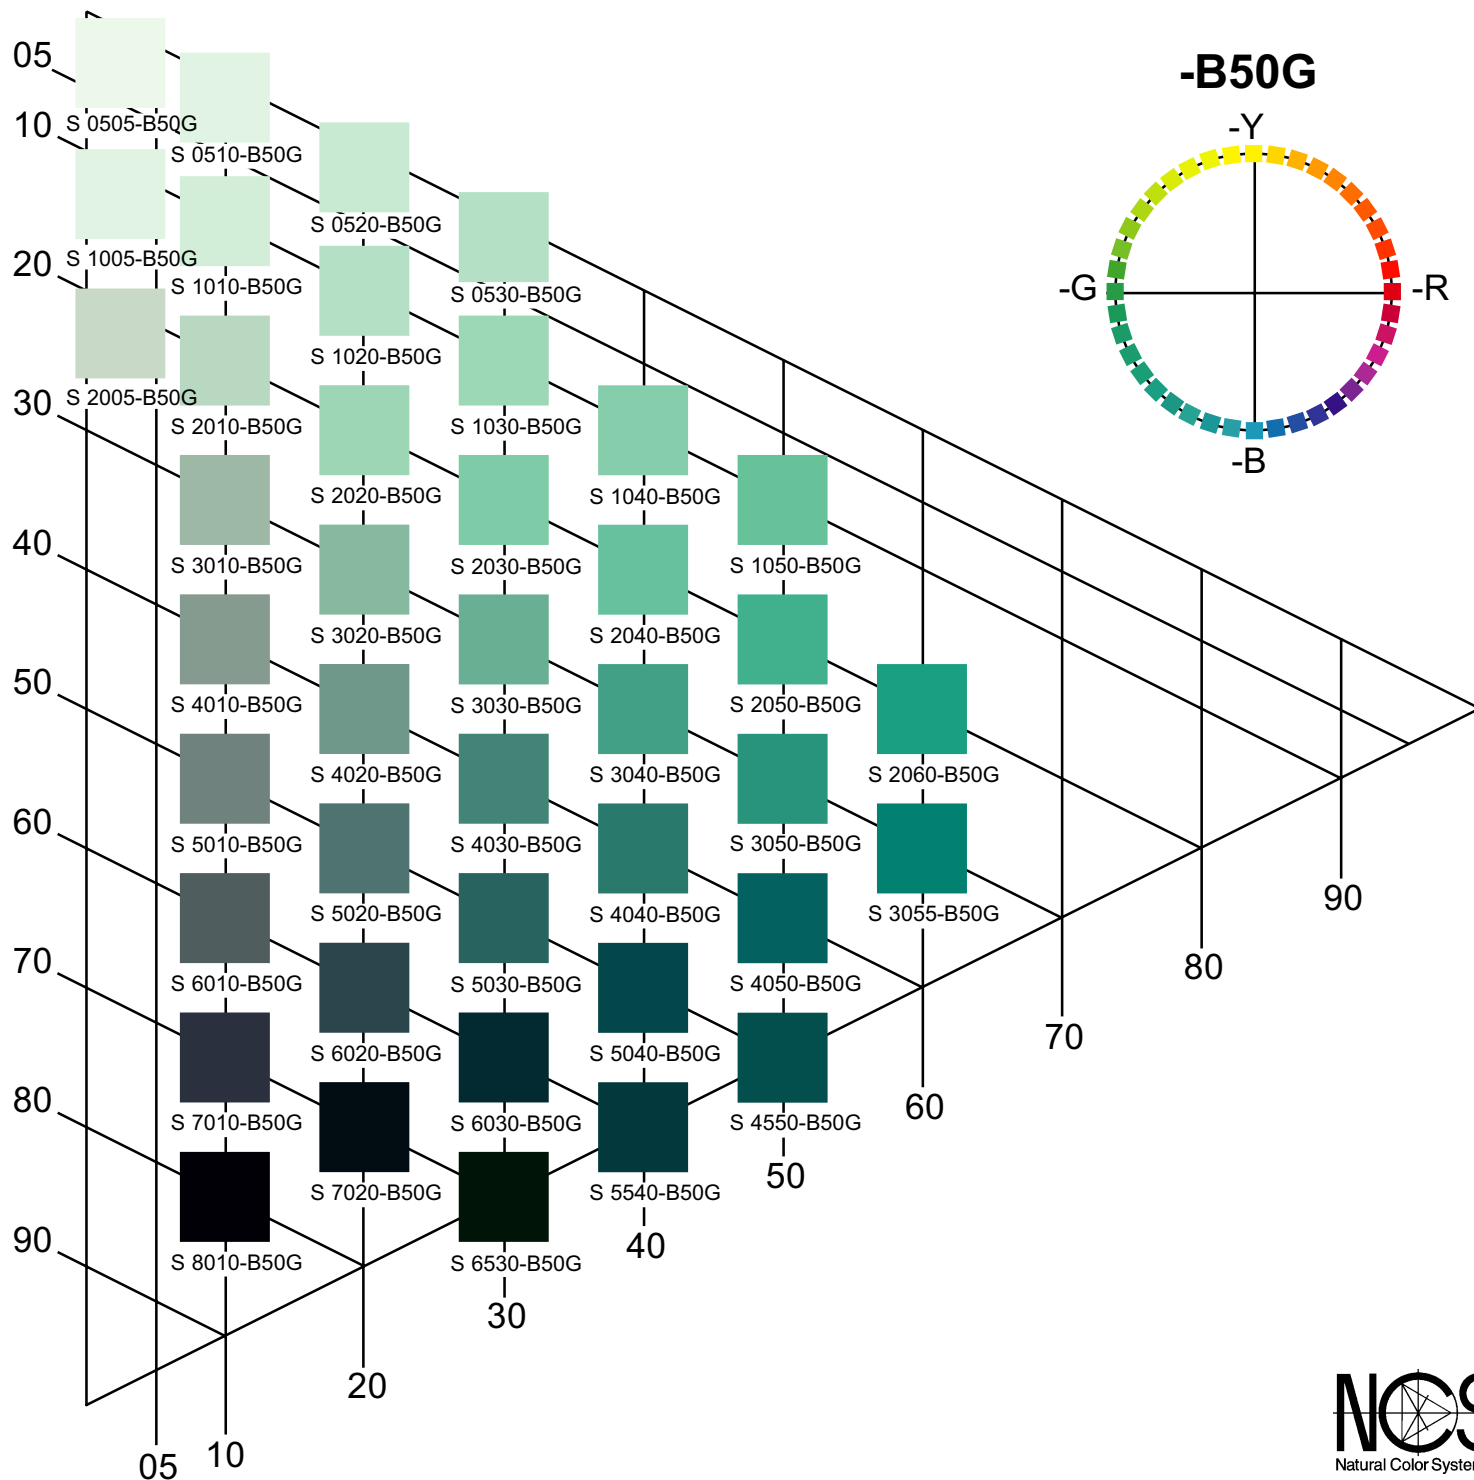 -B50G
-Y
-G
-R
-B
05
10
20
30
40
50
60
70
80
90
S 0505-B50G
S 0510-B50G
S 0520-B50G
S 0530-B50G
S 1005-B50G
S 1010-B50G
S 1020-B50G
S 1030-B50G
S 1040-B50G
S 1050-B50G
S 2005-B50G
S 2010-B50G
S 2020-B50G
S 2030-B50G
S 2040-B50G
S 2050-B50G
S 2060-B50G
S 3010-B50G
S 3020-B50G
S 3030-B50G
S 3040-B50G
S 3050-B50G
S 3055-B50G
S 4010-B50G
S 4020-B50G
S 4030-B50G
S 4040-B50G
S 4050-B50G
S 4550-B50G
S 5010-B50G
S 5020-B50G
S 5030-B50G
S 5040-B50G
S 5540-B50G
S 6010-B50G
S 6020-B50G
S 6030-B50G
S 6530-B50G
S 7010-B50G
S 7020-B50G
S 8010-B50G
05
10
20
30
40
50
60
70
80
90
NCS
Natural Color System